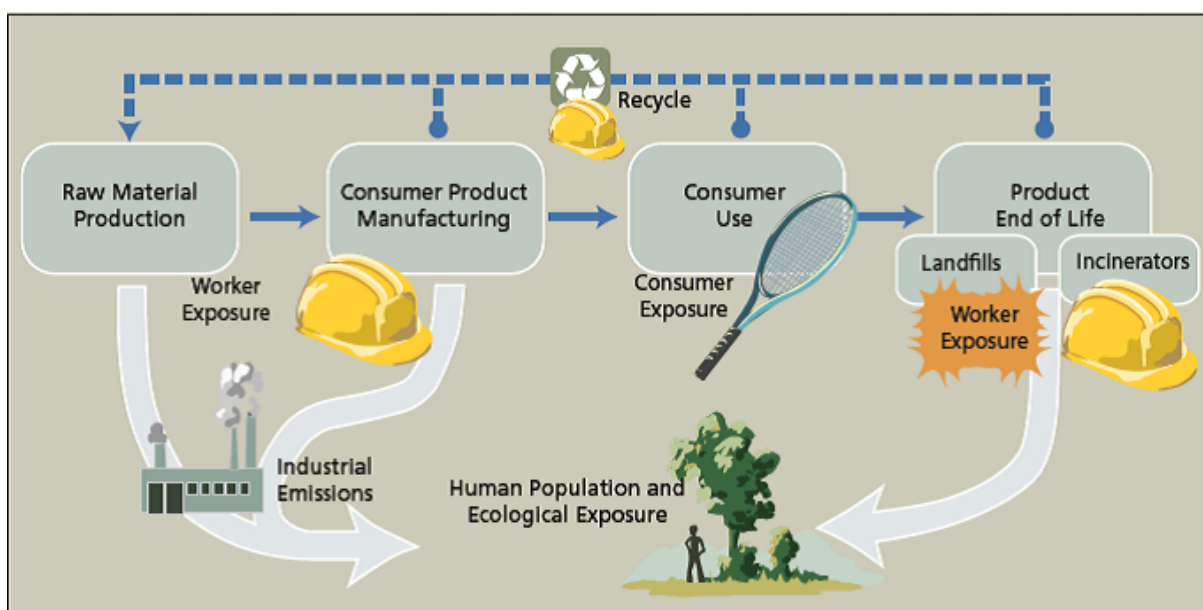 Recycle
Raw Material
Production
Consumer Product
Manufacturing
Consumer
Use
Product
End of Life
Landfills
Incinerators
Worker
Exposure
Consumer
Exposure
Worker
Exposure
Industrial
Emissions
Human Population and
Ecological Exposure